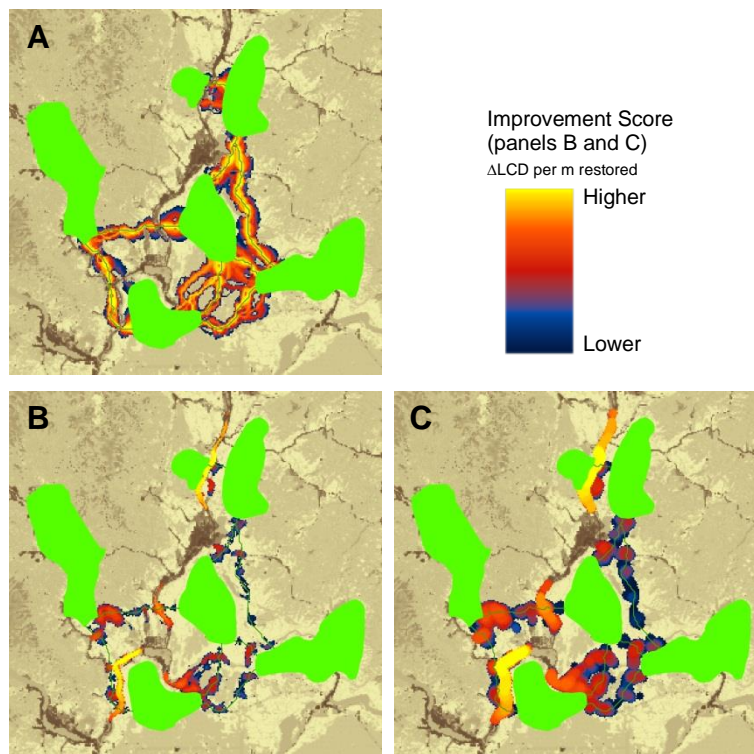 A
Improvement Score
(panels B and C)
ΔLCD per m restored
Higher
Lower
B
C